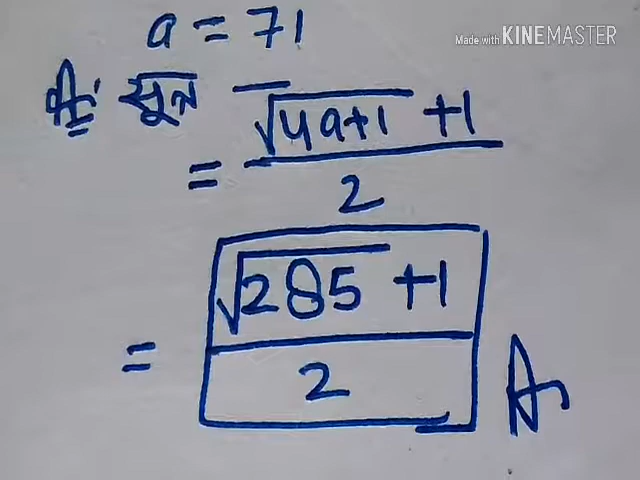 a = 71
Made with KINEMASTER
A: सूत्र —
= (√(4a+1) + 1) / 2
= (√285 + 1) / 2 A